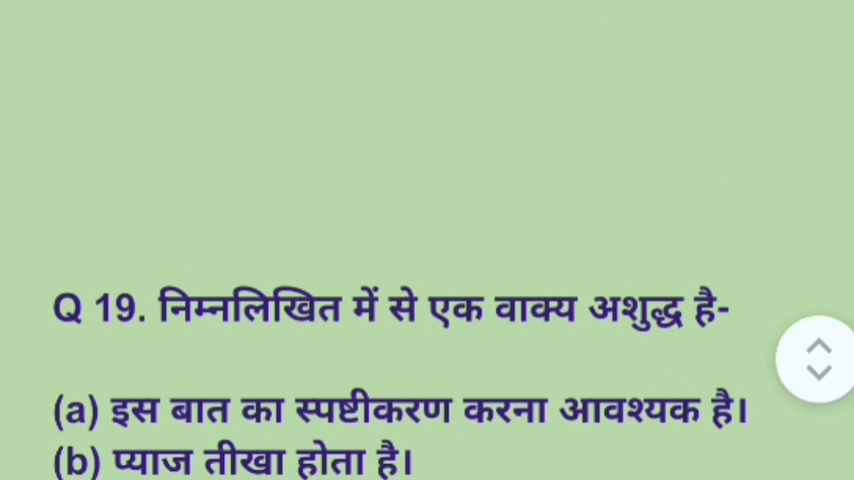 Q 19. निम्नलिखित में से एक वाक्य अशुद्ध है-
(a) इस बात का स्पष्टीकरण करना आवश्यक है।
(b) प्याज तीखा होता है।